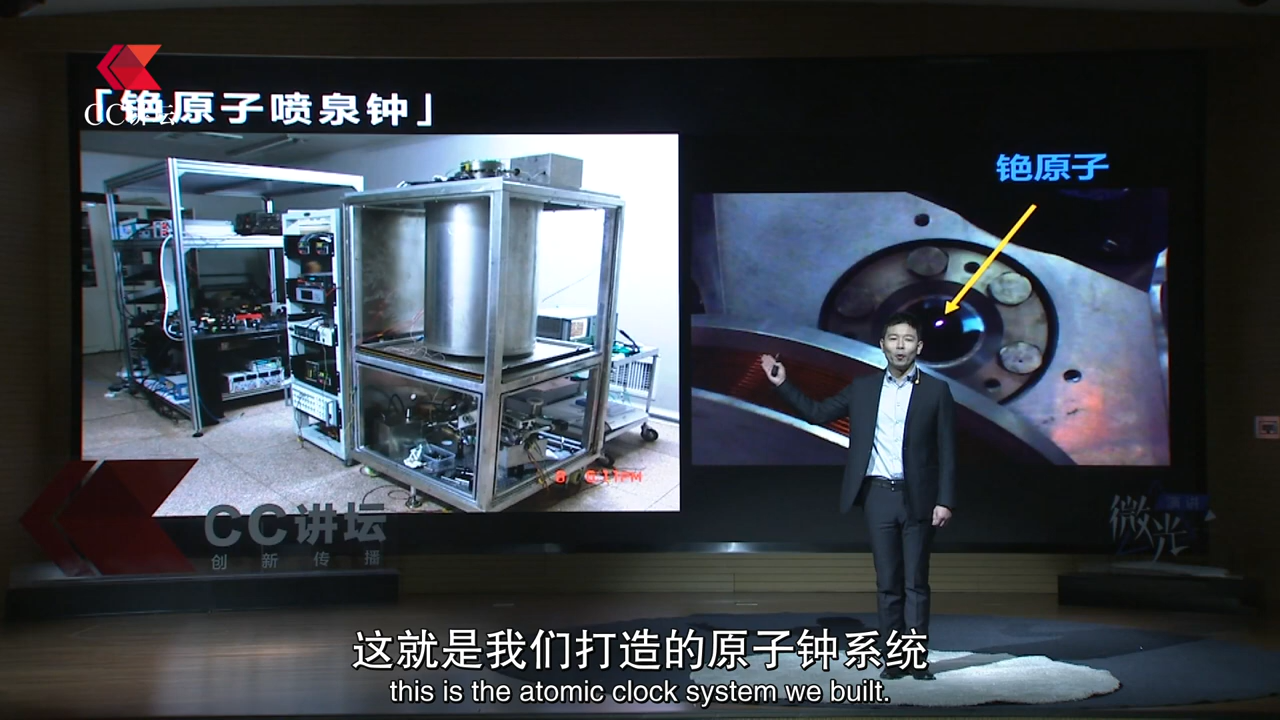 CC讲坛
「铯原子喷泉钟」
铯原子
CC讲坛
创新传播
演讲
微光
这就是我们打造的原子钟系统
this is the atomic clock system we built.